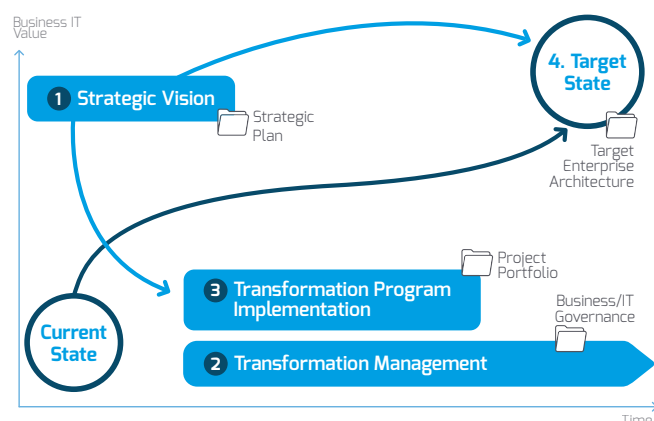 Business IT
Value
1 Strategic Vision
Strategic
Plan
4. Target
State
Target
Enterprise
Architecture
Project
Portfolio
3 Transformation Program
Implementation
Business/IT
Governance
Current
State
2 Transformation Management
Time